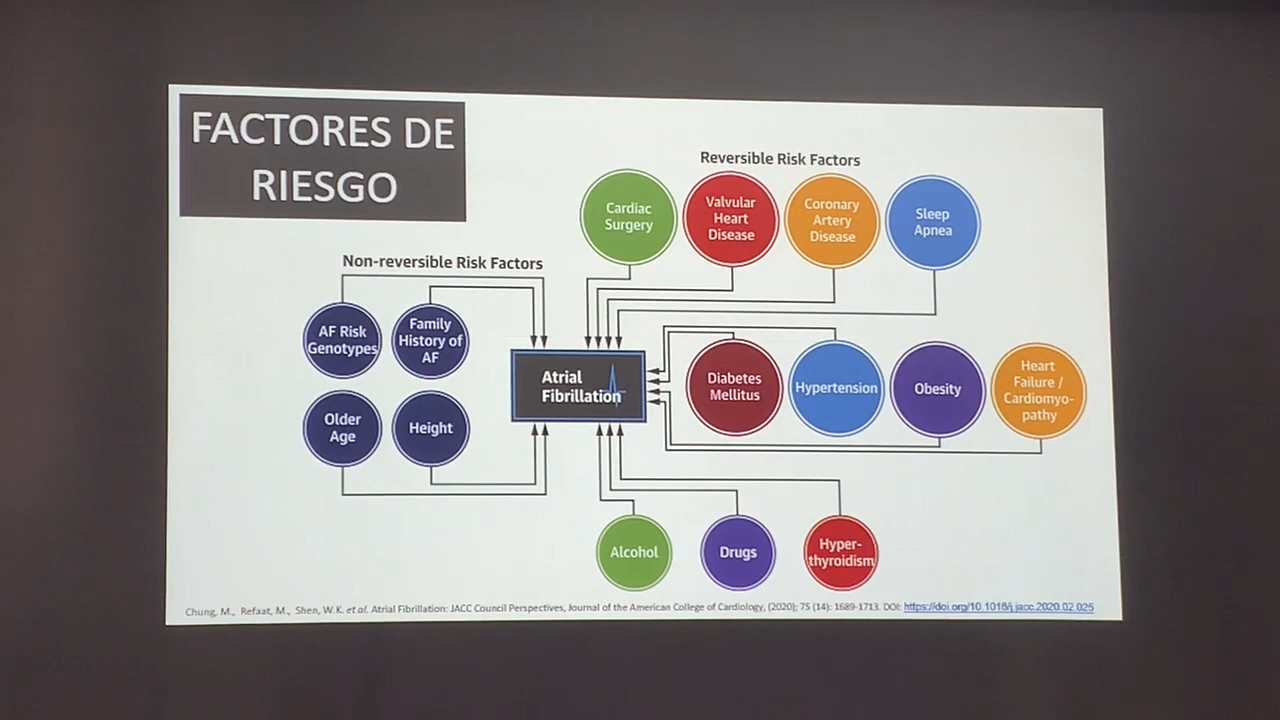 FACTORES DE
RIESGO
Reversible Risk Factors
Cardiac
Surgery
Valvular
Heart
Disease
Coronary
Artery
Disease
Sleep
Apnea
Non-reversible Risk Factors
AF Risk
Genotypes
Family
History of
AF
Older
Age
Height
Atrial
Fibrillation
Diabetes
Mellitus
Hypertension
Obesity
Heart
Failure /
Cardiomyo-
pathy
Alcohol
Drugs
Hyper-
thyroidism
Chung, M., Refaat, M., Shen, W.K. et al. Atrial Fibrillation: JACC Council Perspectives, Journal of the American College of Cardiology, (2020); 75 (14): 1689-1713. DOI: https://doi.org/10.1016/j.jacc.2020.02.025